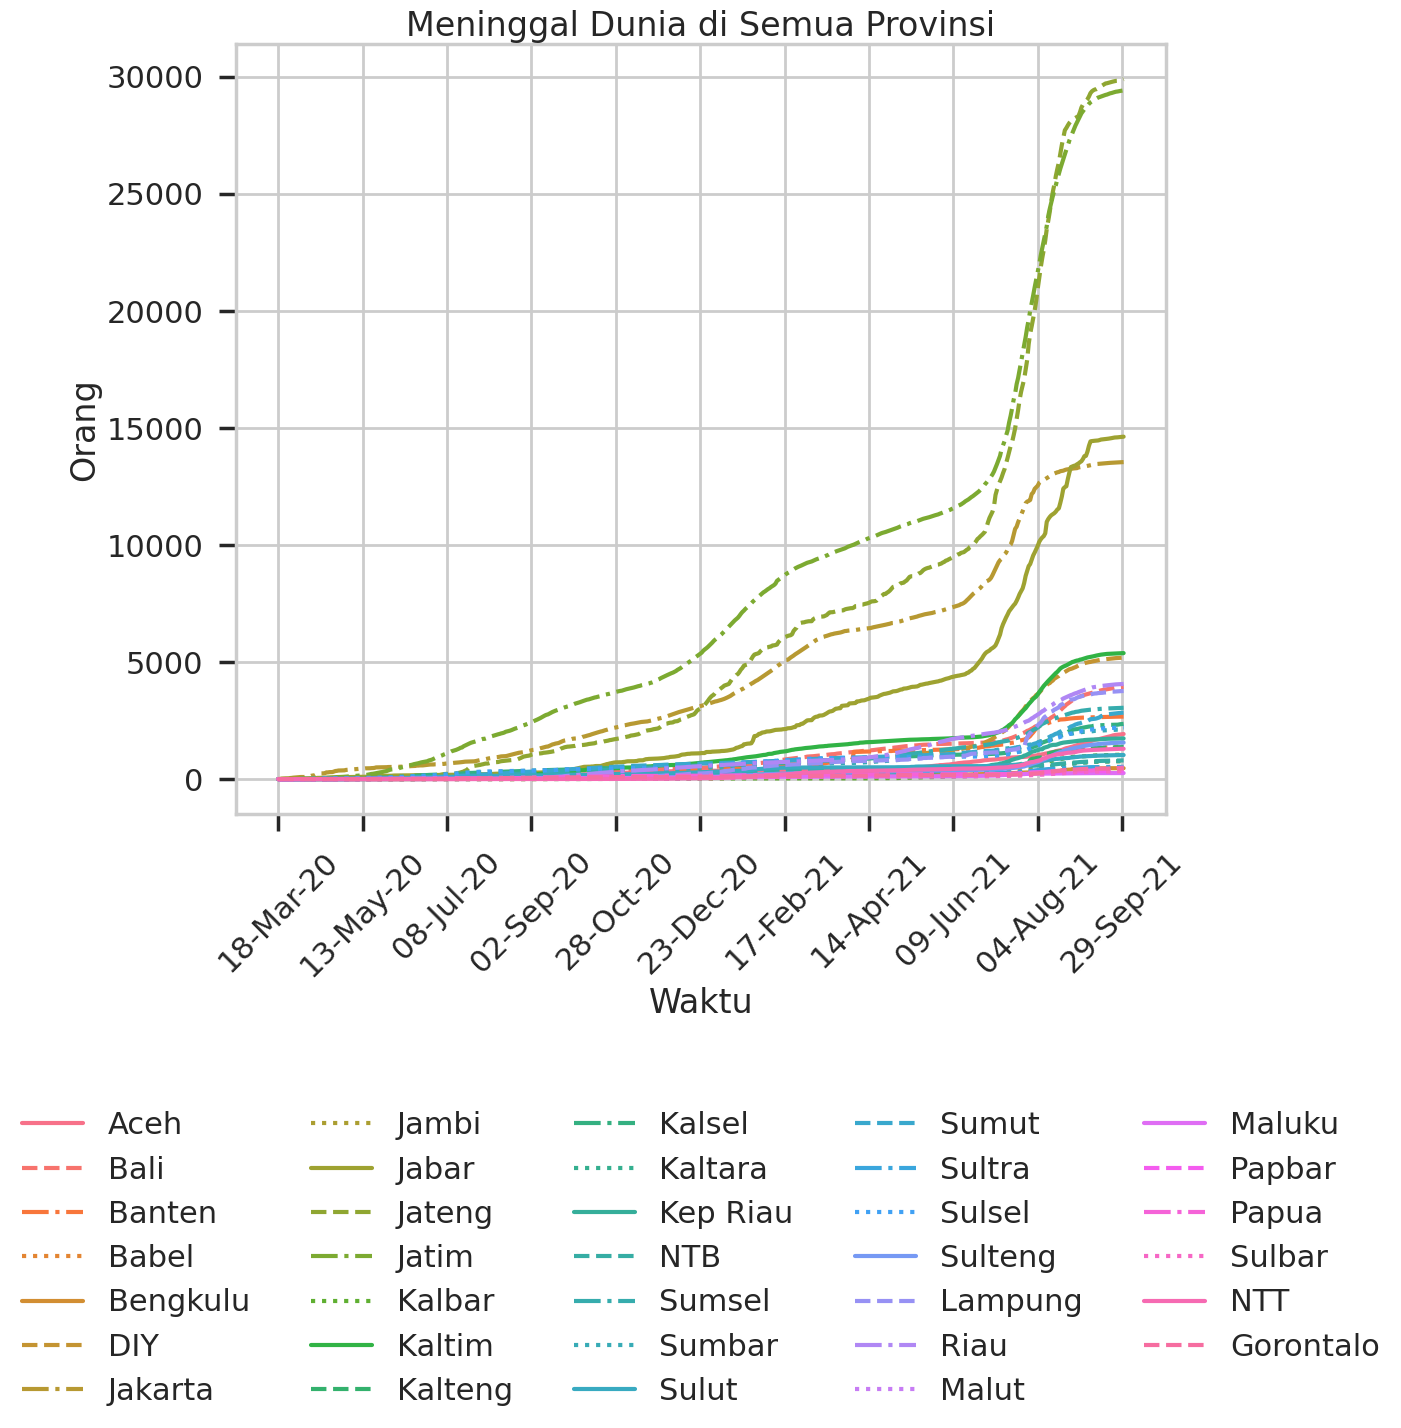 Meninggal Dunia di Semua Provinsi
30000
25000
20000
15000
10000
5000
0
Orang
18-Mar-20
13-May-20
08-Jul-20
02-Sep-20
28-Oct-20
23-Dec-20
17-Feb-21
14-Apr-21
09-Jun-21
04-Aug-21
29-Sep-21
Waktu
Aceh
Bali
Banten
Babel
Bengkulu
DIY
Jakarta
Jambi
Jabar
Jateng
Jatim
Kalbar
Kaltim
Kalteng
Kalsel
Kaltara
Kep Riau
NTB
Sumsel
Sumbar
Sulut
Sumut
Sultra
Sulsel
Sulteng
Lampung
Riau
Malut
Maluku
Papbar
Papua
Sulbar
NTT
Gorontalo